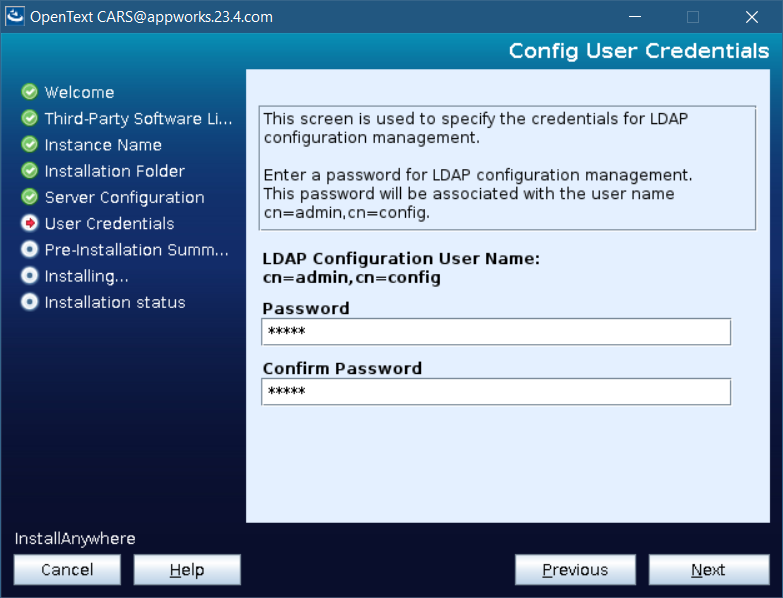 OpenText CARS@appworks.23.4.com
Config User Credentials
Welcome
Third-Party Software Li...
Instance Name
Installation Folder
Server Configuration
User Credentials
Pre-Installation Summ...
Installing...
Installation status
This screen is used to specify the credentials for LDAP
configuration management.
Enter a password for LDAP configuration management.
This password will be associated with the user name
cn=admin,cn=config.
LDAP Configuration User Name:
cn=admin,cn=config
Password
*****
Confirm Password
*****
InstallAnywhere
Cancel
Help
Previous
Next